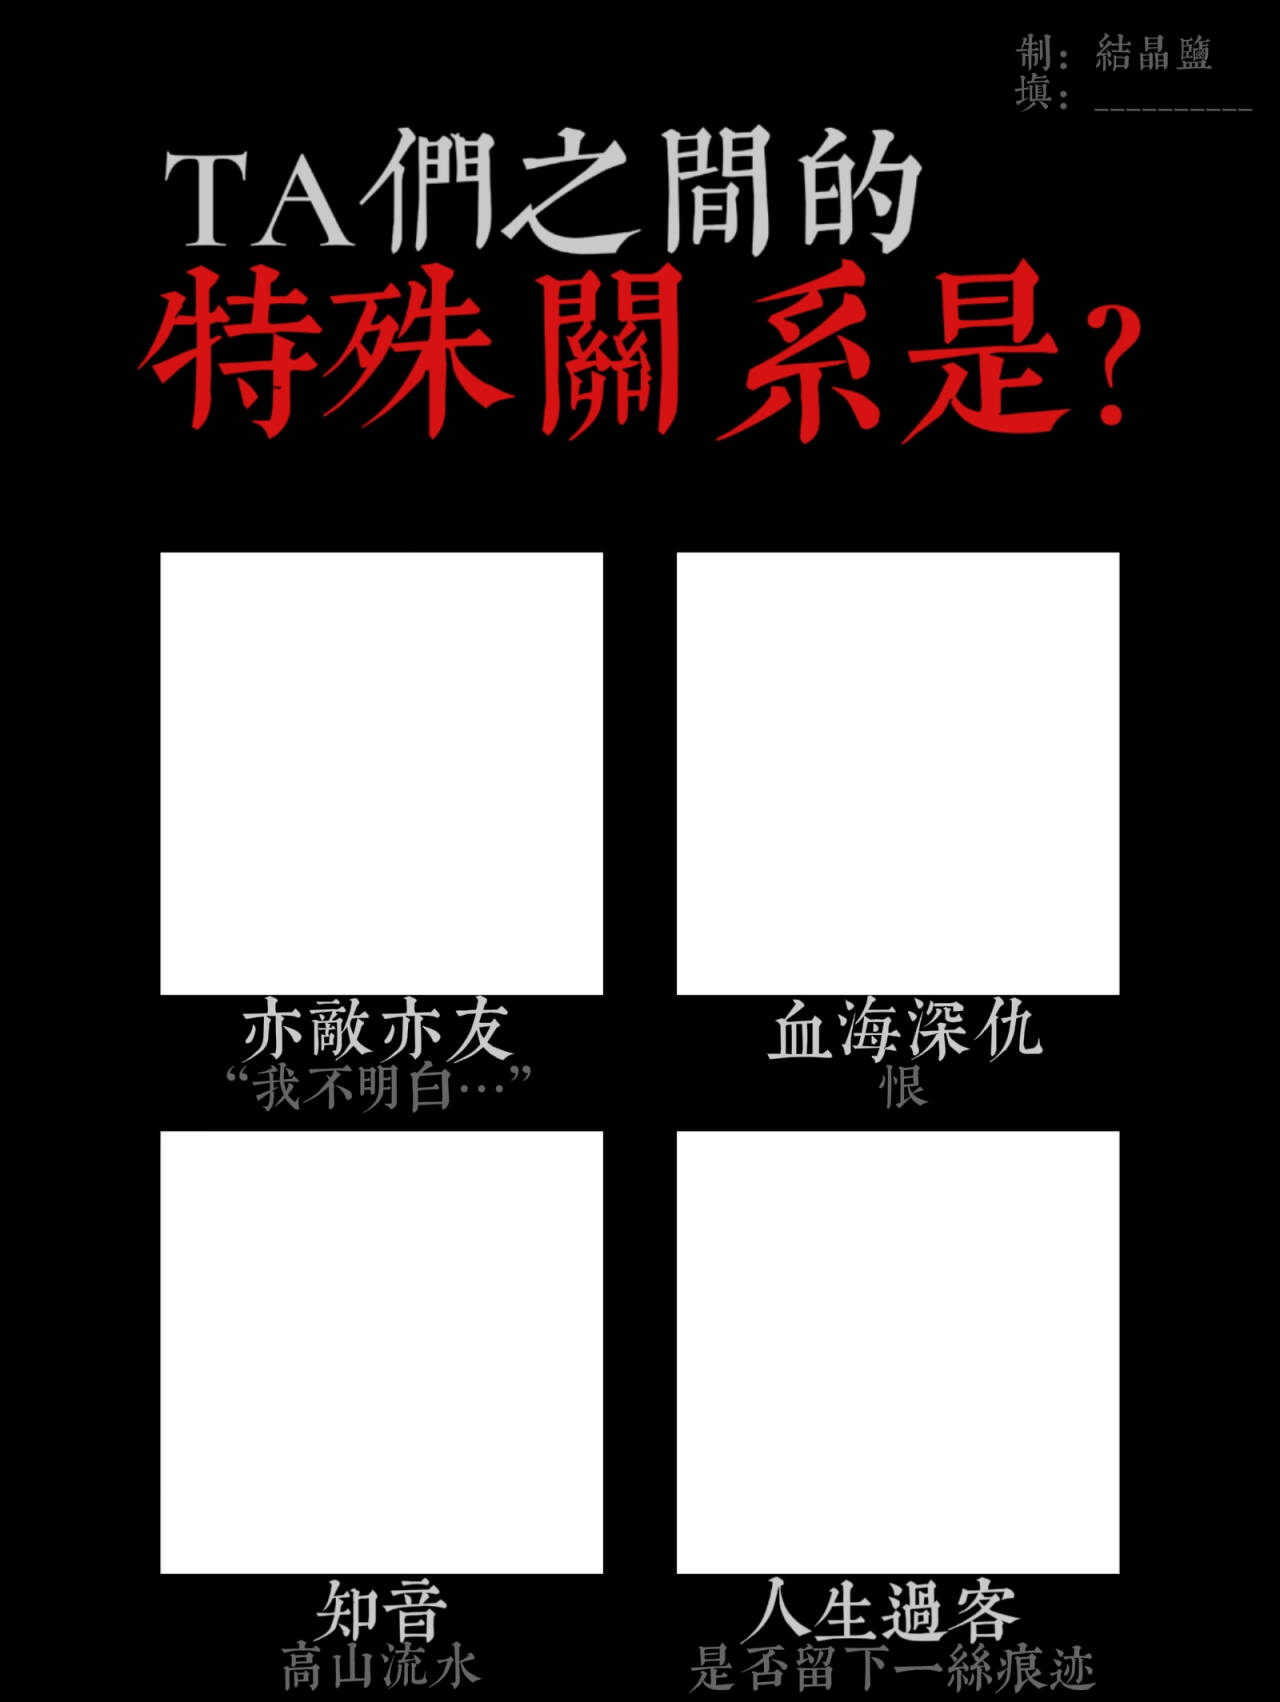 制：結晶鹽
填：__________
TA們之間的
特殊關系是?
亦敵亦友
“我不明白…”
血海深仇
恨
知音
高山流水
人生過客
是否留下一絲痕迹